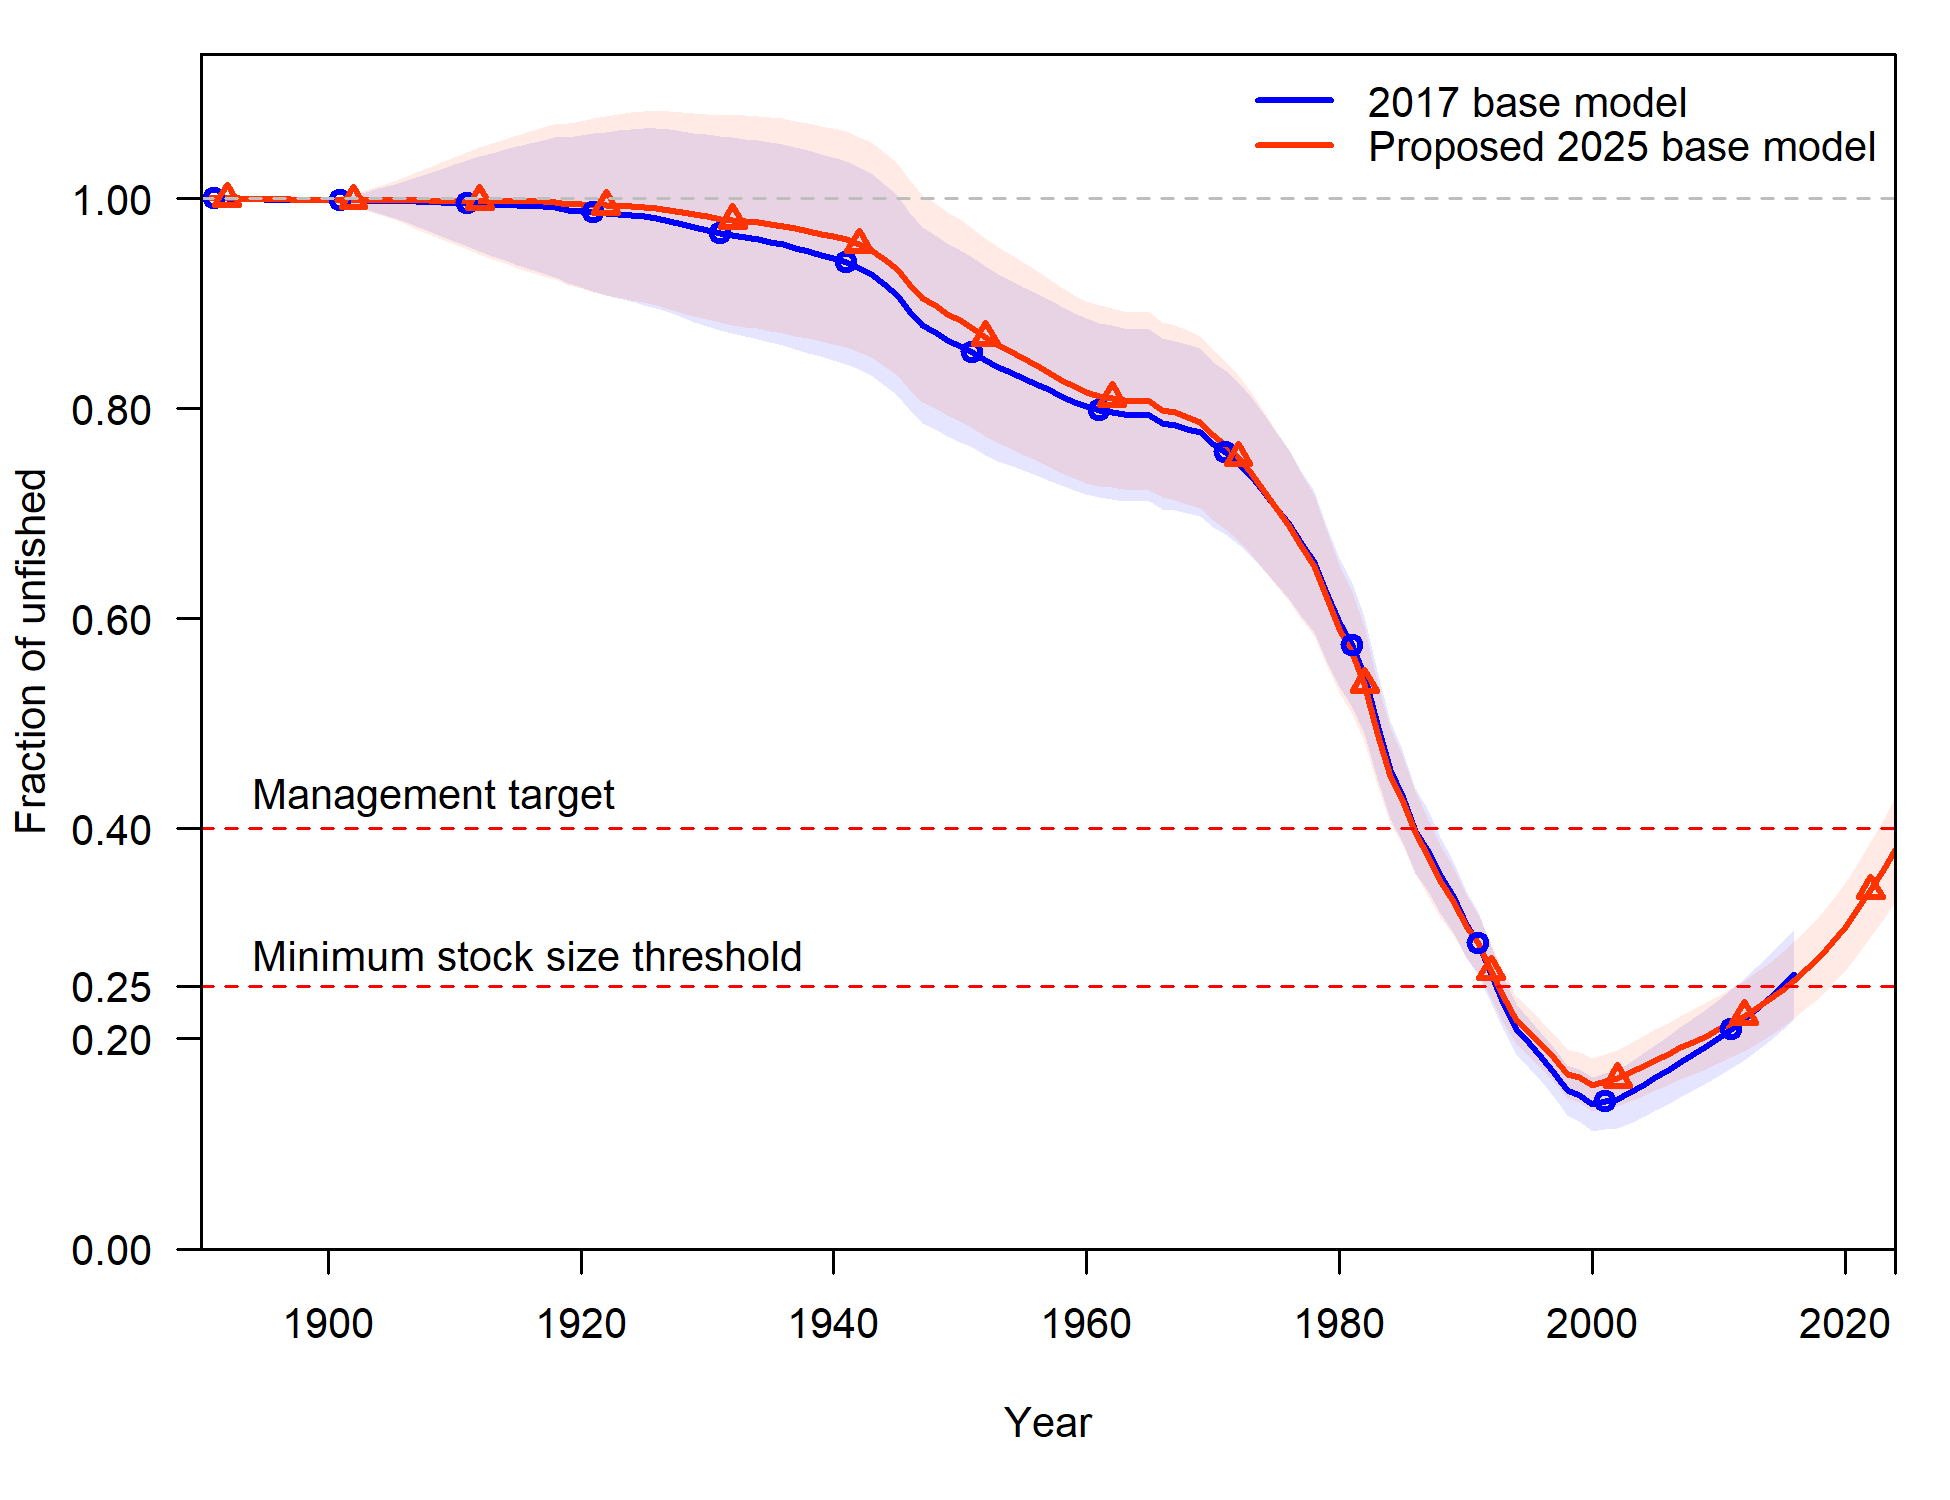 2017 base model
Proposed 2025 base model
1.00
0.80
0.60
0.40
0.25
0.20
0.00
Fraction of unfished
Management target
Minimum stock size threshold
1900
1920
1940
1960
1980
2000
2020
Year